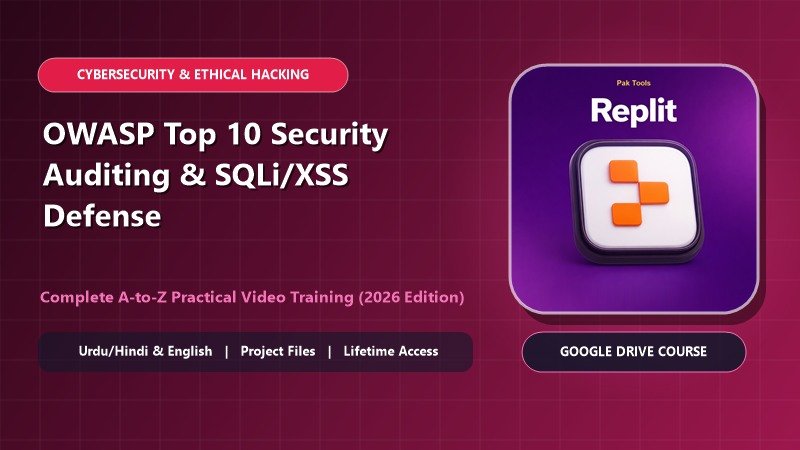 CYBERSECURITY & ETHICAL HACKING
OWASP Top 10 Security
Auditing & SQLi/XSS
Defense
Complete A-to-Z Practical Video Training (2026 Edition)
Urdu/Hindi & English | Project Files | Lifetime Access
Pak Tools
Replit
GOOGLE DRIVE COURSE